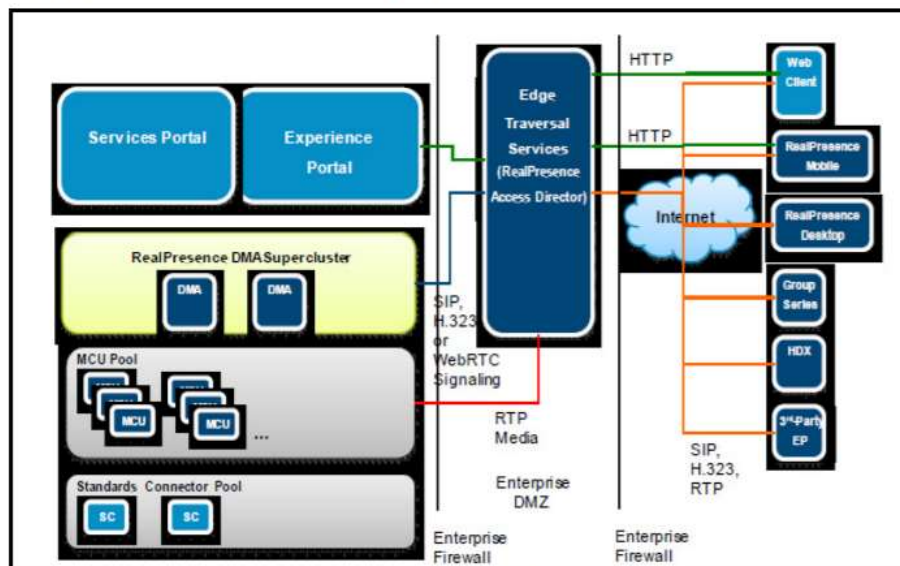 Services Portal
Experience
Portal
Edge
Traversal
Services
(RealPresence
Access Director)
HTTP
HTTP
Web
Client
RealPresence
Mobile
Internet
RealPresence
Desktop
Group
Series
HDX
3rd-Party
EP
RealPresence DMASupercluster
DMA
DMA
SIP,
H.323
or
WebRTC
Signaling
MCU Pool
MCU
MCU
...
RTP
Media
SIP,
H.323,
RTP
Standards Connector Pool
SC
SC
Enterprise
DMZ
Enterprise
Firewall
Enterprise
Firewall